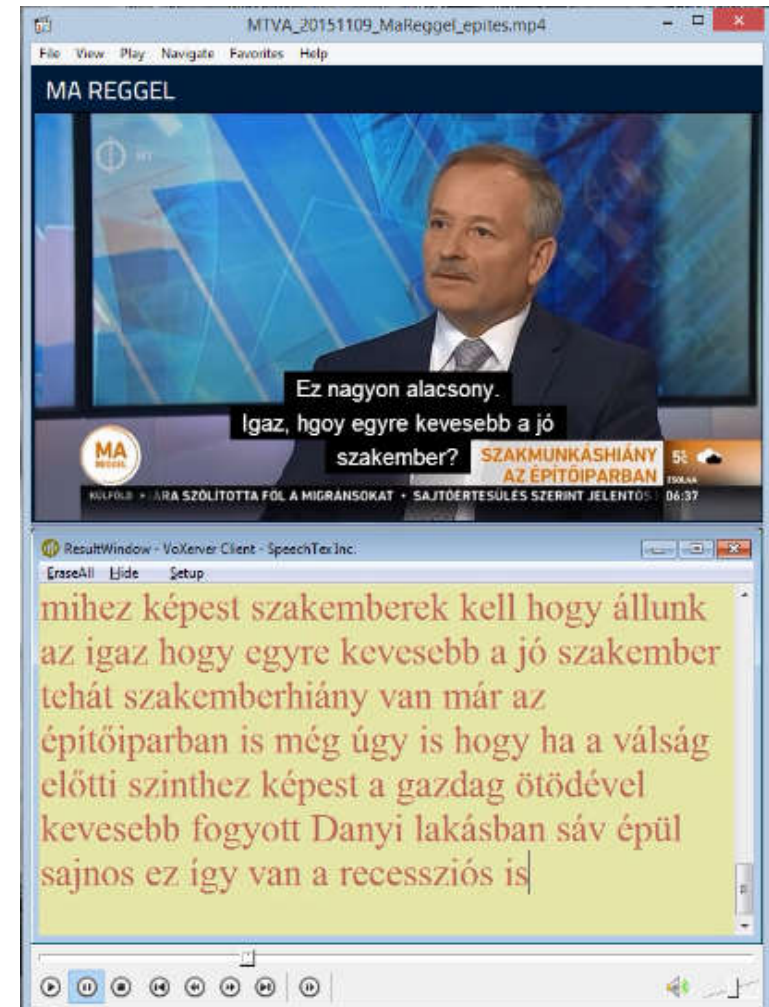 MTVA_20151109_MaReggel_epites.mp4
File View Play Navigate Favorites Help
MA REGGEL
Ez nagyon alacsony.
Igaz, hgoy egyre kevesebb a jó
szakember?
MA
REGGEL
SZAKMUNKÁSHIÁNY
AZ ÉPÍTŐIPARBAN
KÜLFÖLD • ARA SZÓLÍTOTTA FÖL A MIGRÁNSOKAT • SAJTÓÉRTESÜLÉS SZERINT JELENTŐS 06:37
ResultWindow - VoXerver Client - SpeechTex Inc.
EraseAll Hide Setup
mihez képest szakemberek kell hogy állunk
az igaz hogy egyre kevesebb a jó szakember
tehát szakemberhiány van már az
építőiparban is még úgy is hogy ha a válság
előtti szinthez képest a gazdag ötödével
kevesebb fogyott Danyi lakásban sáv épül
sajnos ez így van a recessziós is